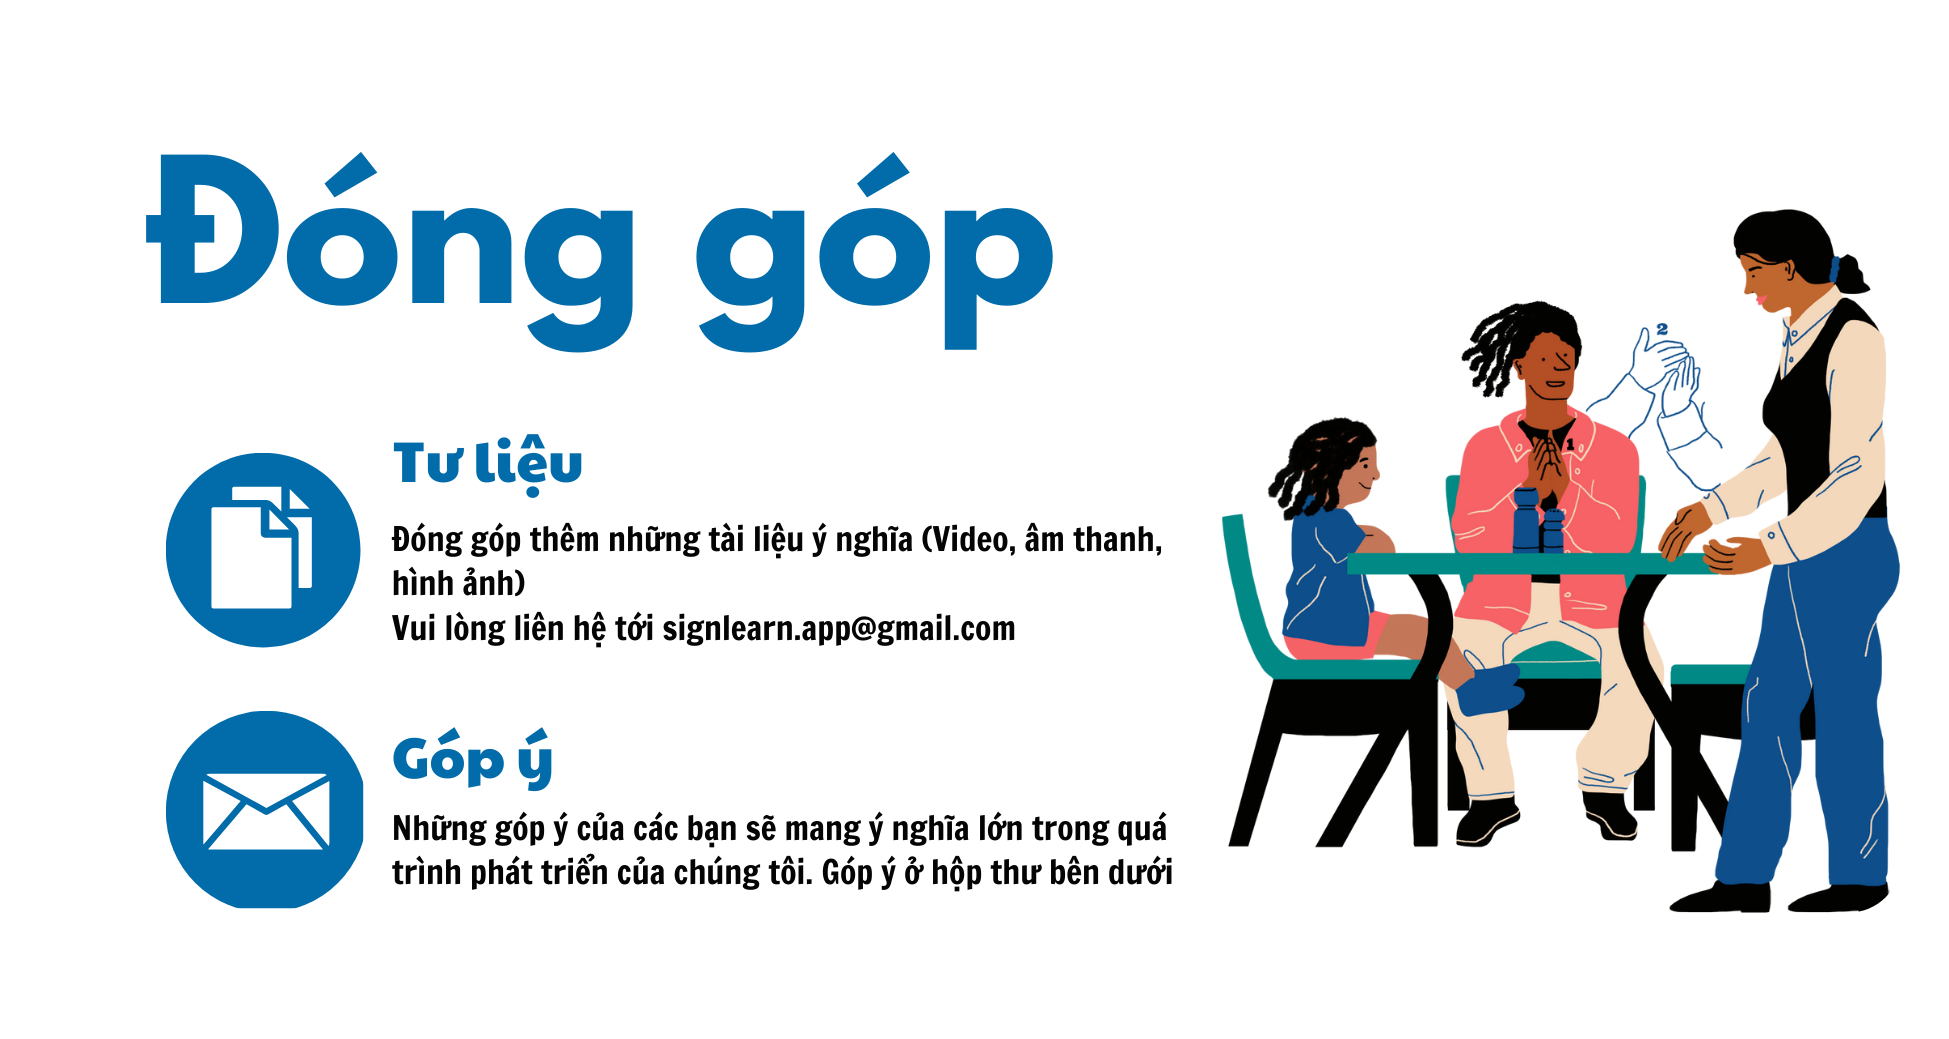 Đóng góp
Tư liệu
Đóng góp thêm những tài liệu ý nghĩa (Video, âm thanh,
hình ảnh)
Vui lòng liên hệ tới signlearn.app@gmail.com
Góp ý
Những góp ý của các bạn sẽ mang ý nghĩa lớn trong quá
trình phát triển của chúng tôi. Góp ý ở hộp thư bên dưới
2
1